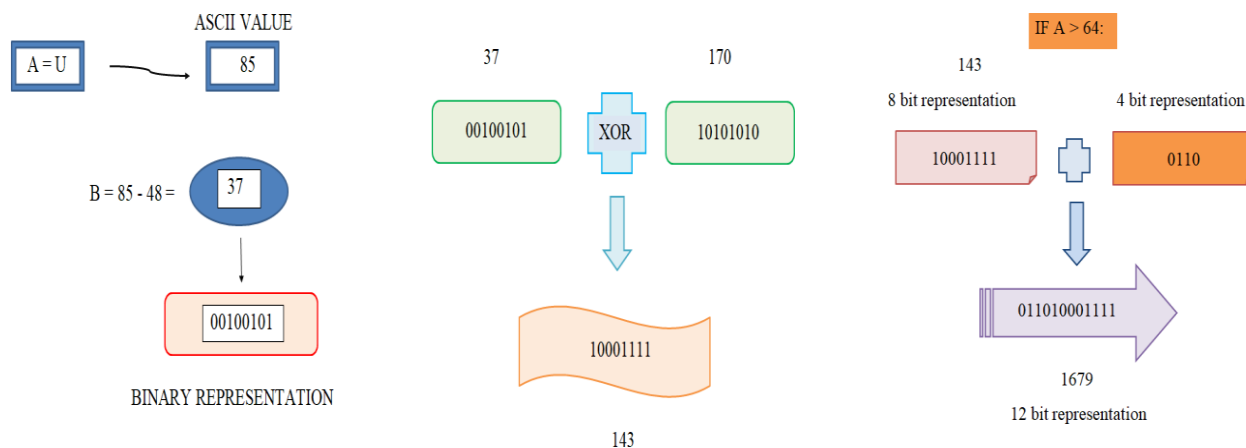 ASCII VALUE
A = U
85
B = 85 - 48 =
37
00100101
BINARY REPRESENTATION
37
170
00100101
XOR
10101010
10001111
143
IF A > 64:
143
8 bit representation
4 bit representation
10001111
0110
011010001111
1679
12 bit representation